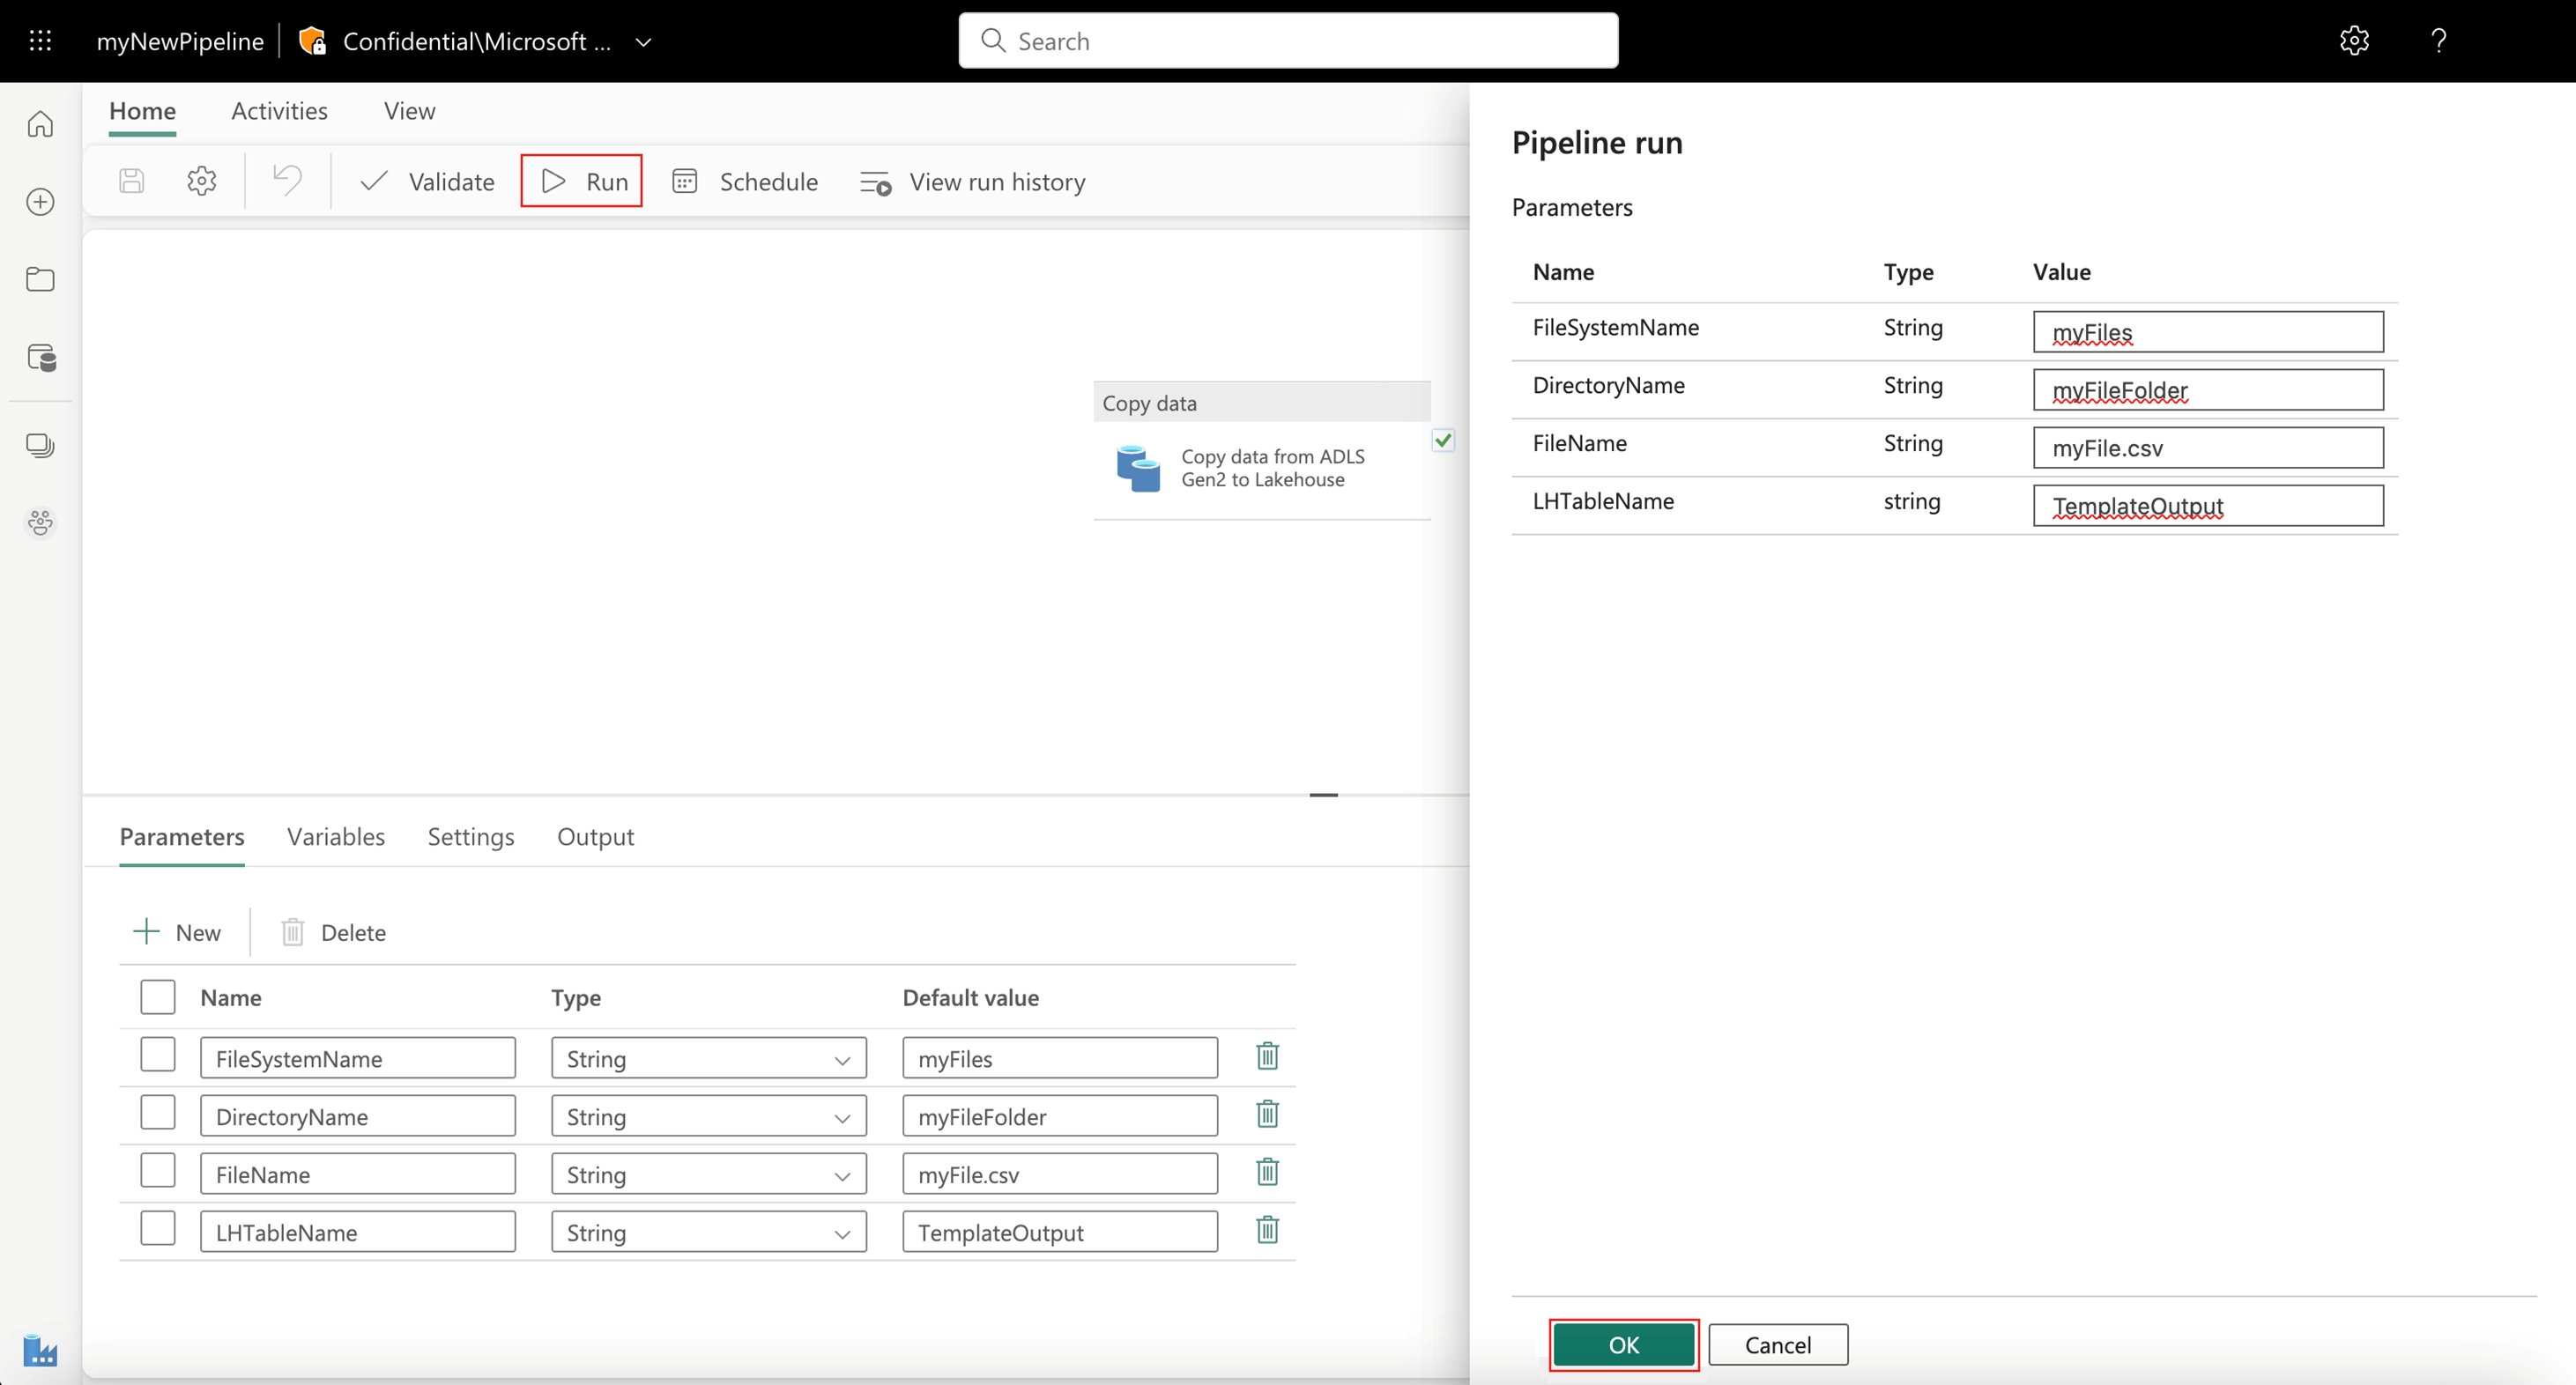 myNewPipeline Confidential\Microsoft ... Search ?
Home Activities View
Validate Run Schedule View run history
Copy data
Copy data from ADLS
Gen2 to Lakehouse
Parameters Variables Settings Output
New Delete
Name Type Default value
FileSystemName String myFiles
DirectoryName String myFileFolder
FileName String myFile.csv
LHTableName String TemplateOutput
Pipeline run
Parameters
Name Type Value
FileSystemName String myFiles
DirectoryName String myFileFolder
FileName String myFile.csv
LHTableName string TemplateOutput
OK Cancel